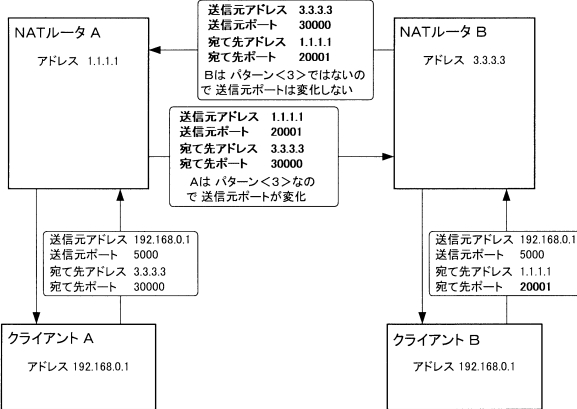 送信元アドレス 3.3.3.3
送信元ポート 30000
宛て先アドレス 1.1.1.1
宛て先ポート 20001
Bは パターン＜3＞ではないの
で 送信元ポートは変化しない
NATルータ A
アドレス 1.1.1.1
NATルータ B
アドレス 3.3.3.3
送信元アドレス 1.1.1.1
送信元ポート 20001
宛て先アドレス 3.3.3.3
宛て先ポート 30000
Aは パターン＜3＞なの
で 送信元ポートが変化
送信元アドレス 192.168.0.1
送信元ポート 5000
宛て先アドレス 3.3.3.3
宛て先ポート 30000
送信元アドレス 192.168.0.1
送信元ポート 5000
宛て先アドレス 1.1.1.1
宛て先ポート 20001
クライアント A
アドレス 192.168.0.1
クライアント B
アドレス 192.168.0.1